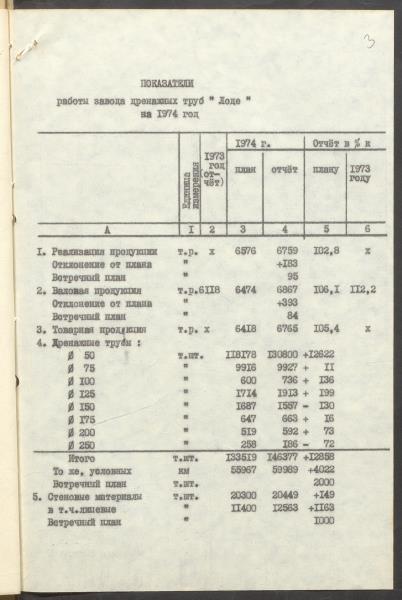 3
ПОКАЗАТЕЛИ
работы завода дренажных труб " Лоде "
на 1974 год
Единица измерения
1973 год (от-чёт)
1974 г.
Отчёт в % к
план отчёт плану 1973 году
А I 2 3 4 5 6
I. Реализация продукции т.р. х 6576 6759 102,8 х
Отклонение от плана " +183
Встречный план " 95
2. Валовая продукция т.р.6118 6474 6867 106,1 112,2
Отклонение от плана " +393
Встречный план " 84
3. Товарная продукция т.р. х 6418 6765 105,4 х
4. Дренажные трубы :
Ø 50 т.шт. 118178 130800 +12622
Ø 75 " 9916 9927 + 11
Ø 100 " 600 736 + 136
Ø 125 " 1714 1913 + 199
Ø 150 " 1687 1557 - 130
Ø 175 " 647 663 + 16
Ø 200 " 519 592 + 73
Ø 250 " 258 186 - 72
Итого т.шт. 133519 146377 +12858
То же, условных км 55967 59989 +4022
Встречный план т.шт. 2000
5. Стеновые материалы т.шт. 20300 20449 +149
в т.ч.лицевые " 11400 12563 +1163
Встречный план " 1000